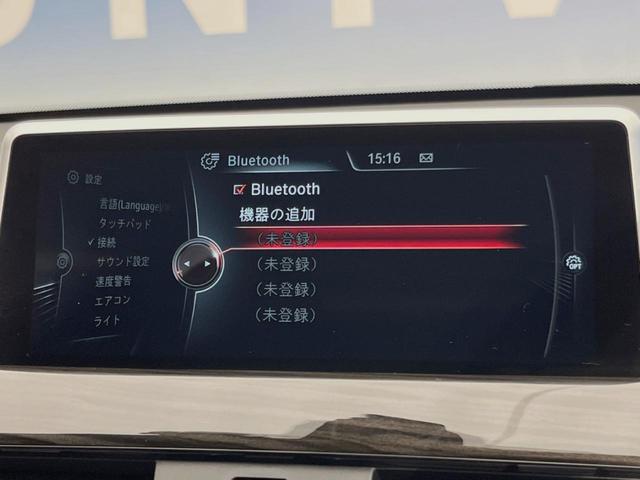 Bluetooth 15:16
設定
言語(Language)/
タッチパッド
✓接続
サウンド設定
速度警告
エアコン
ライト
Bluetooth
機器の追加
(未登録)
(未登録)
(未登録)
(未登録)
OPT